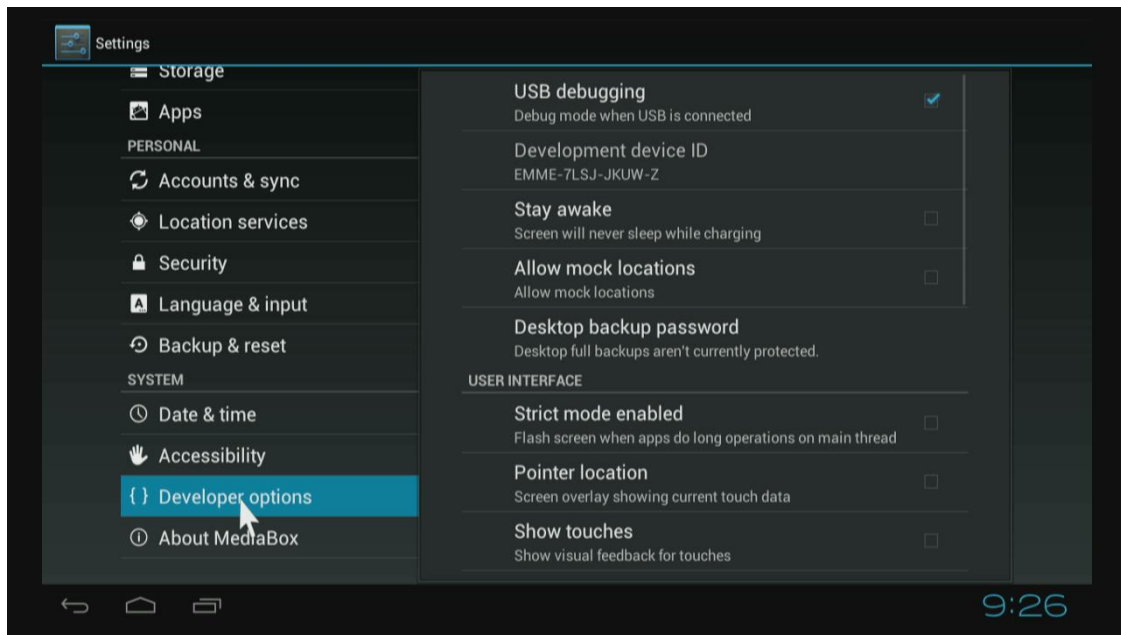 Settings
Storage
Apps
PERSONAL
Accounts & sync
Location services
Security
Language & input
Backup & reset
SYSTEM
Date & time
Accessibility
{ } Developer options
About MediaBox
USB debugging
Debug mode when USB is connected
Development device ID
EMME-7LSJ-JKUW-Z
Stay awake
Screen will never sleep while charging
Allow mock locations
Allow mock locations
Desktop backup password
Desktop full backups aren't currently protected.
USER INTERFACE
Strict mode enabled
Flash screen when apps do long operations on main thread
Pointer location
Screen overlay showing current touch data
Show touches
Show visual feedback for touches
9:26